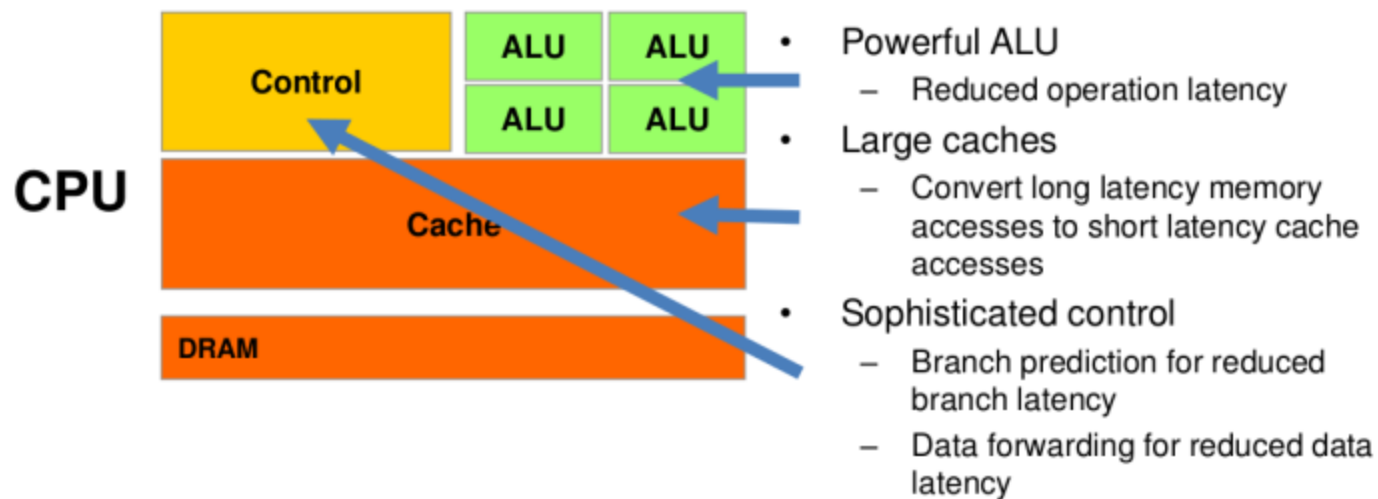 CPU
Control
ALU
ALU
ALU
ALU
Cache
DRAM
• Powerful ALU
– Reduced operation latency
• Large caches
– Convert long latency memory
accesses to short latency cache
accesses
• Sophisticated control
– Branch prediction for reduced
branch latency
– Data forwarding for reduced data
latency